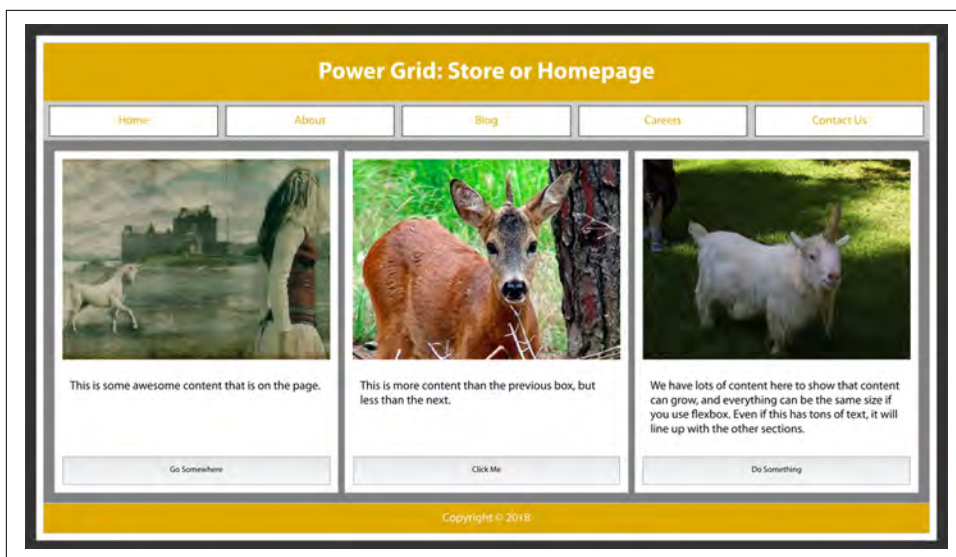 Power Grid: Store or Homepage
Home
About
Blog
Careers
Contact Us
This is some awesome content that is on the page.
This is more content than the previous box, but
less than the next.
We have lots of content here to show that content
can grow, and everything can be the same size if
you use flexbox. Even if this has tons of text, it will
line up with the other sections.
Go Somewhere
Click Me
Do Something
Copyright © 2018